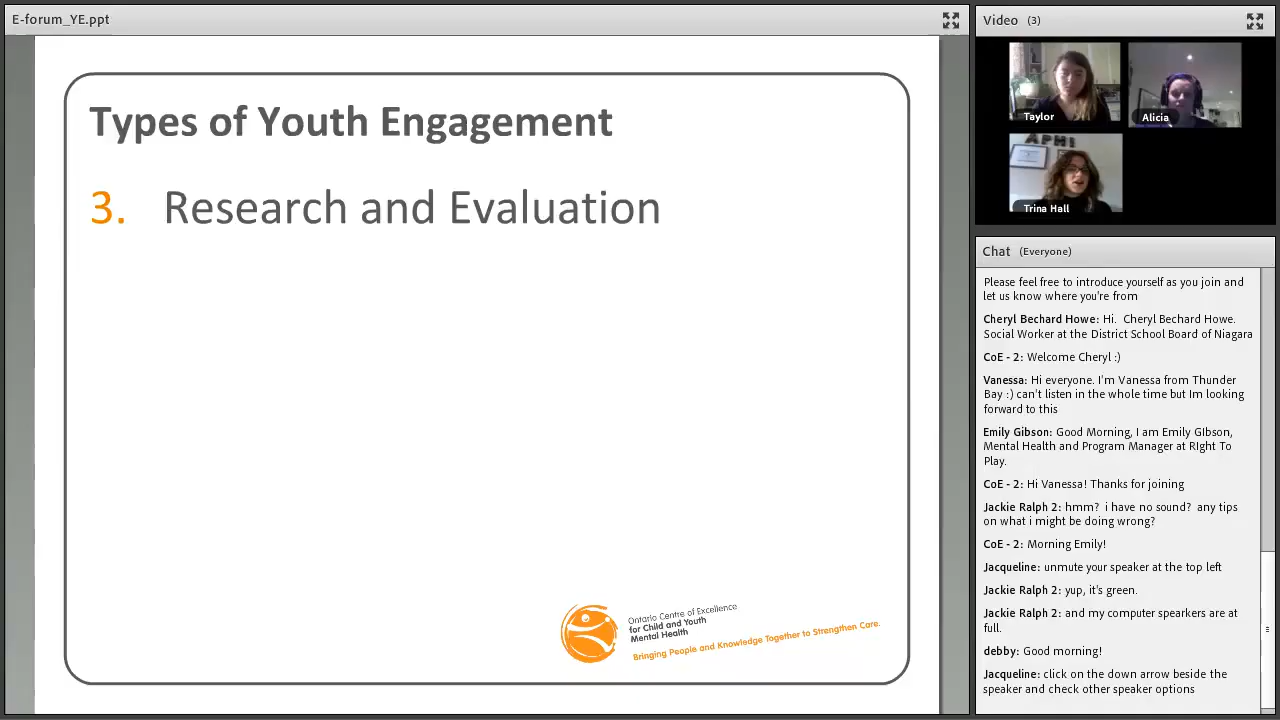 E-forum_YE.ppt
Types of Youth Engagement
3. Research and Evaluation
Ontario Centre of Excellence
for Child and Youth
Mental Health
Bringing People and Knowledge Together to Strengthen Care.
Video (3)
Taylor
Alicia
APHI
Trina Hall
Chat (Everyone)
Please feel free to introduce yourself as you join and
let us know where you're from
Cheryl Bechard Howe: Hi. Cheryl Bechard Howe.
Social Worker at the District School Board of Niagara
CoE - 2: Welcome Cheryl :)
Vanessa: Hi everyone. I'm Vanessa from Thunder
Bay :) can't listen in the whole time but Im looking
forward to this
Emily Gibson: Good Morning, I am Emily GIbson,
Mental Health and Program Manager at RIght To
Play.
CoE - 2: Hi Vanessa! Thanks for joining
Jackie Ralph 2: hmm? i have no sound? any tips
on what i might be doing wrong?
CoE - 2: Morning Emily!
Jacqueline: unmute your speaker at the top left
Jackie Ralph 2: yup, it's green.
Jackie Ralph 2: and my computer spearkers are at
full.
debby: Good morning!
Jacqueline: click on the down arrow beside the
speaker and check other speaker options